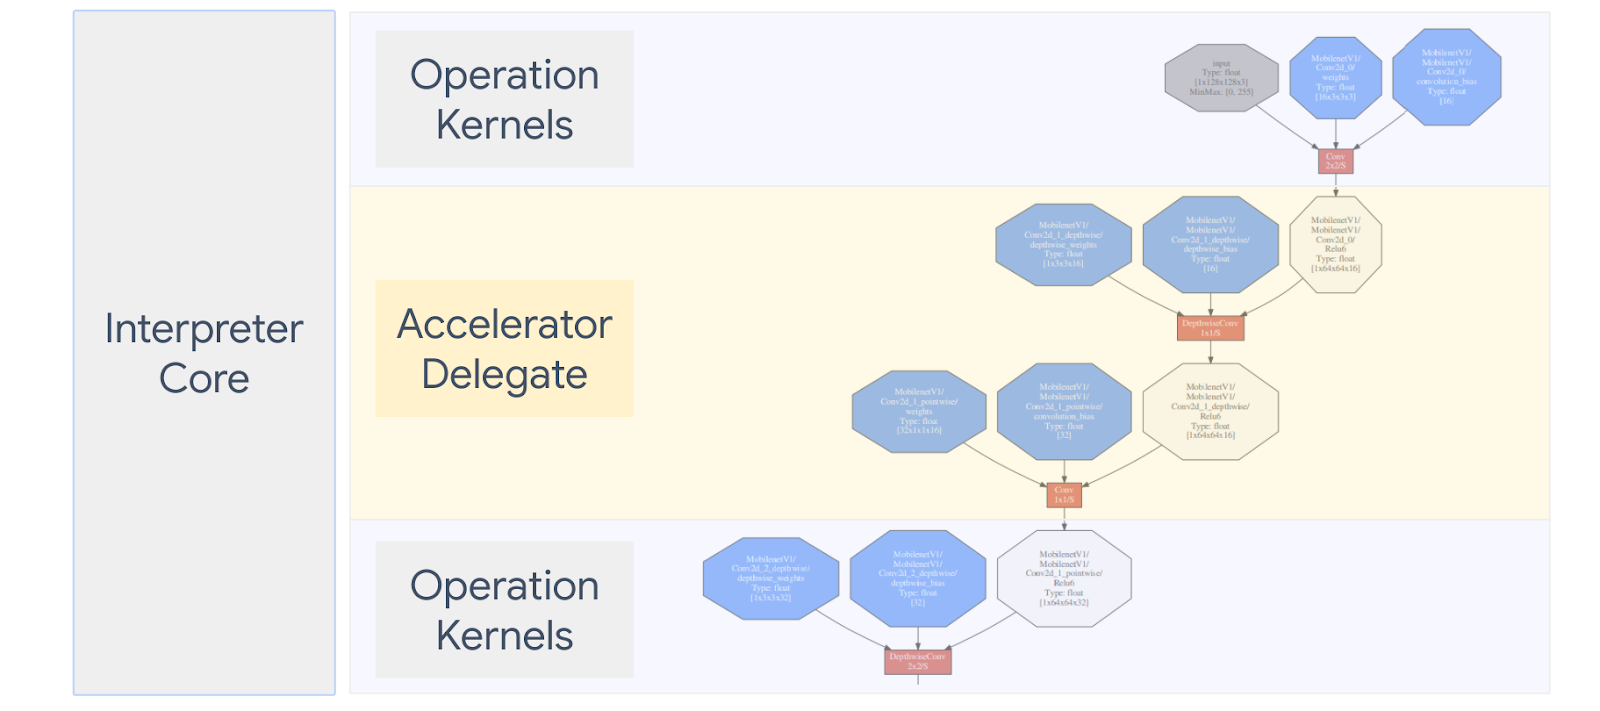 Interpreter
Core
Operation
Kernels
input
Type: float
[1x128x128x3]
MinMax: [0, 255]
MobilenetV1/
Conv2d_0/
weights
Type: float
[16x3x3x3]
MobilenetV1/
MobilenetV1/
Conv2d_0/
convolution_bias
Type: float
[16]
Conv
2x2/S
Accelerator
Delegate
MobilenetV1/
Conv2d_1_depthwise/
depthwise_weights
Type: float
[1x3x3x16]
MobilenetV1/
MobilenetV1/
Conv2d_1_depthwise/
depthwise_bias
Type: float
[16]
MobilenetV1/
MobilenetV1/
Conv2d_0/
Relu6
Type: float
[1x64x64x16]
DepthwiseConv
1x1/S
MobilenetV1/
Conv2d_1_pointwise/
weights
Type: float
[32x1x1x16]
MobilenetV1/
MobilenetV1/
Conv2d_1_pointwise/
convolution_bias
Type: float
[32]
MobilenetV1/
MobilenetV1/
Conv2d_1_depthwise/
Relu6
Type: float
[1x64x64x16]
Conv
1x1/S
Operation
Kernels
MobilenetV1/
Conv2d_2_depthwise/
depthwise_weights
Type: float
[1x3x3x32]
MobilenetV1/
MobilenetV1/
Conv2d_2_depthwise/
depthwise_bias
Type: float
[32]
MobilenetV1/
MobilenetV1/
Conv2d_1_pointwise/
Relu6
Type: float
[1x64x64x32]
DepthwiseConv
2x2/S